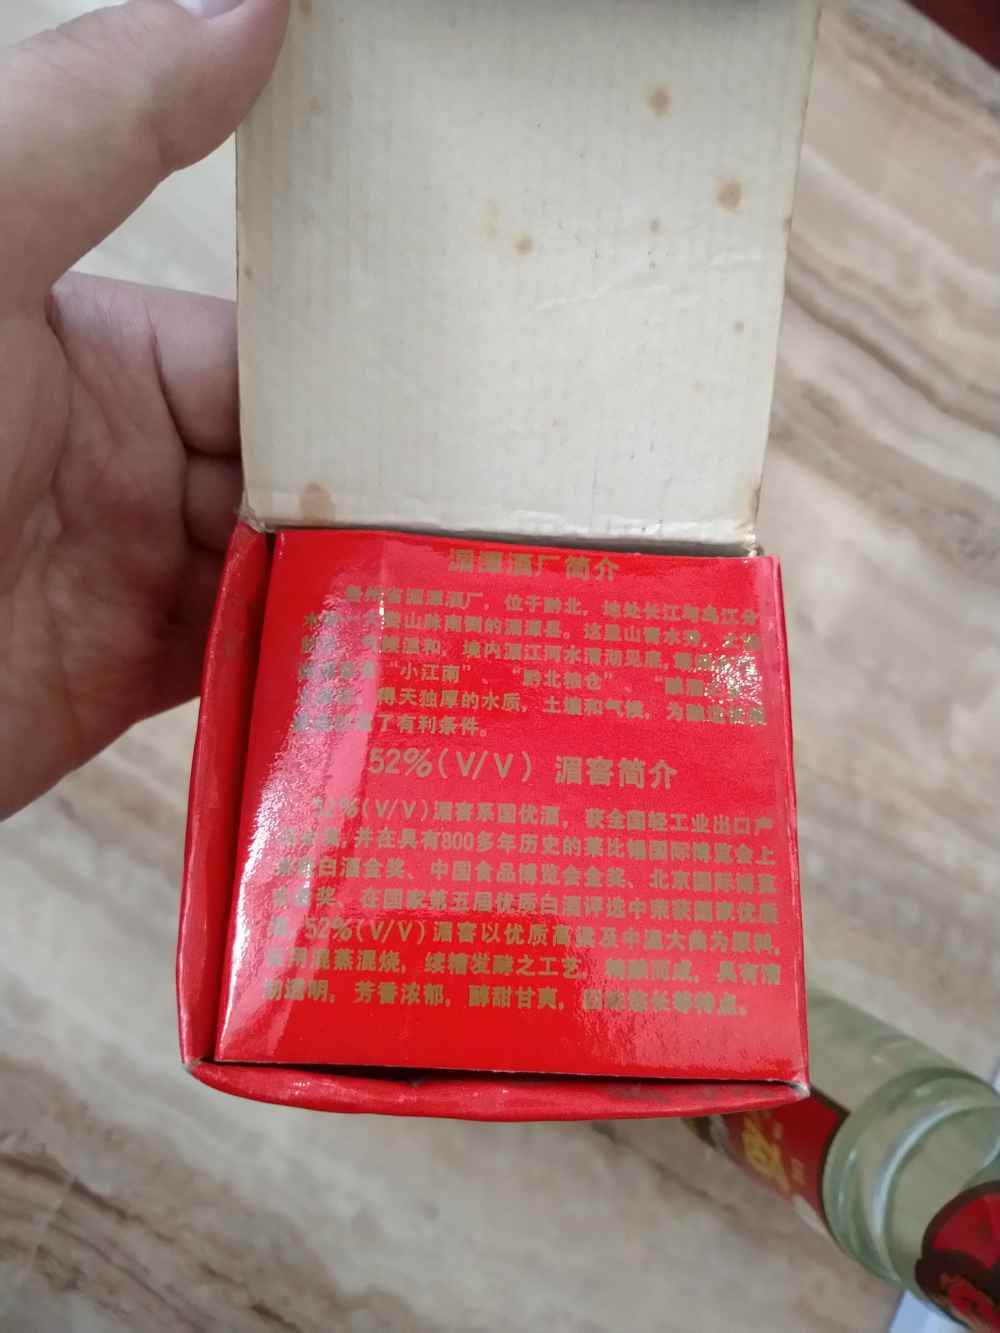 湄潭酒厂简介
贵州省湄潭酒厂，位于黔北，地处长江与乌江分
水 大娄山脉南侧的湄潭县。这里山青水秀，土
气候温和，境内湄江河水清澈见底，
“小江南”、“黔北粮仓”、
得天独厚的水质，土壤和气候，为酿造
了有利条件。
52%(V/V) 湄窖简介
52%(V/V)湄窖系国优酒，获全国轻工业出口产
并在具有800多年历史的莱比锡国际博览会上
白酒金奖、中国食品博览会金奖、北京国际博览
奖、在国家第五届优质白酒评选中荣获国家优质
52%(V/V)湄窖以优质高粱及中温大曲为原料，
用混蒸混烧，续糟发酵之工艺，精酿而成，具有清
透明，芳香浓郁，醇甜甘爽，回味悠长等特点。